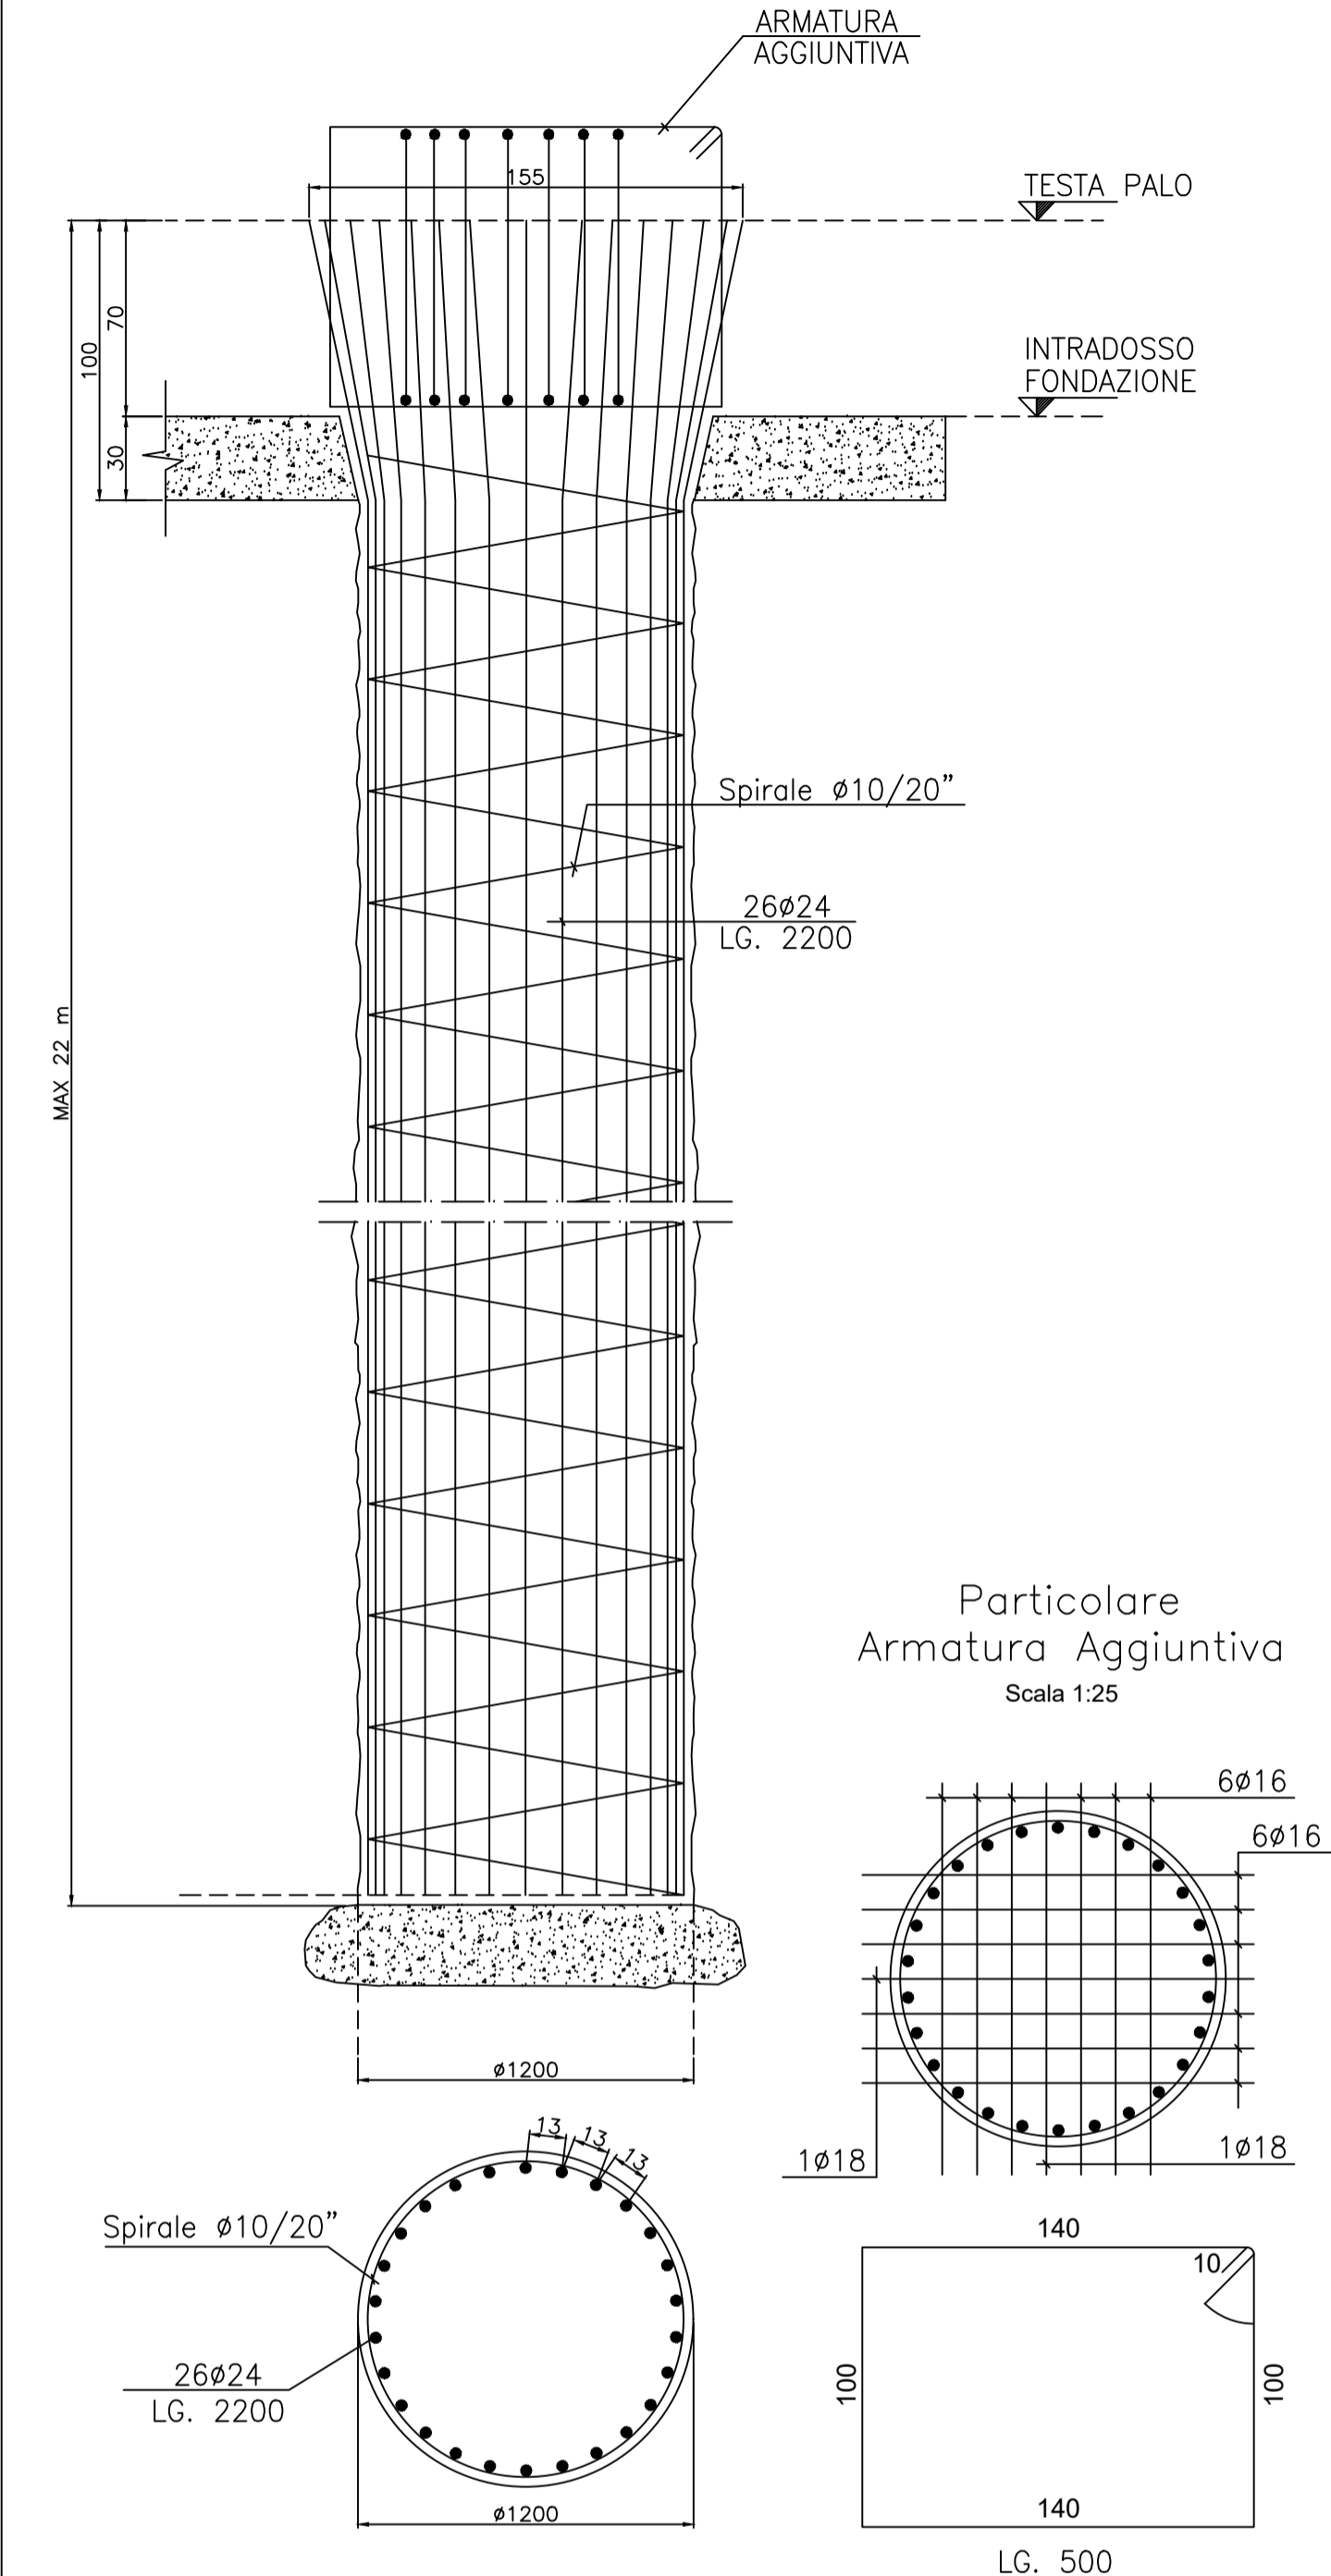 ARMATURA
AGGIUNTIVA
155
TESTA PALO
70
100
INTRADOSSO
FONDAZIONE
30
Spirale ø10/20”
26ø24
LG. 2200
MAX 22 m
Particolare
Armatura Aggiuntiva
Scala 1:25
6ø16
6ø16
ø1200
13
13
13
1ø18
1ø18
Spirale ø10/20”
140
10
26ø24
LG. 2200
100
100
ø1200
140
LG. 500